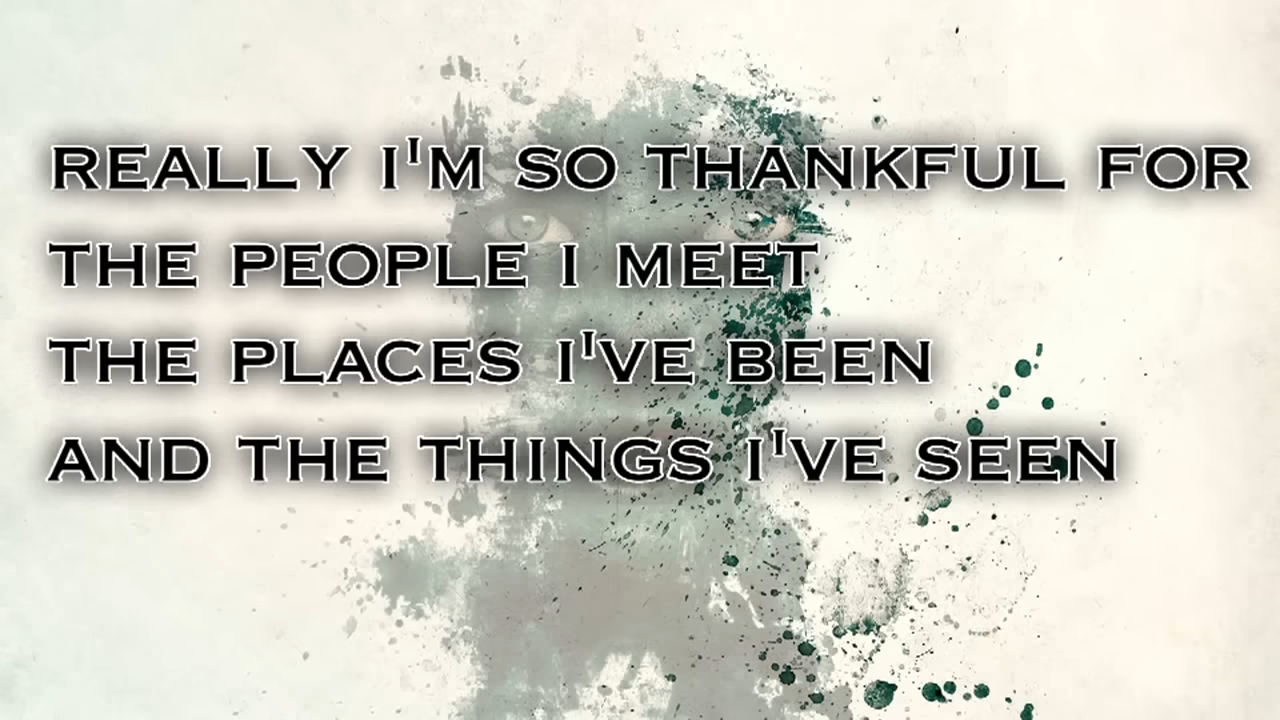 REALLY I'M SO THANKFUL FOR
THE PEOPLE I MEET
THE PLACES I'VE BEEN
AND THE THINGS I'VE SEEN